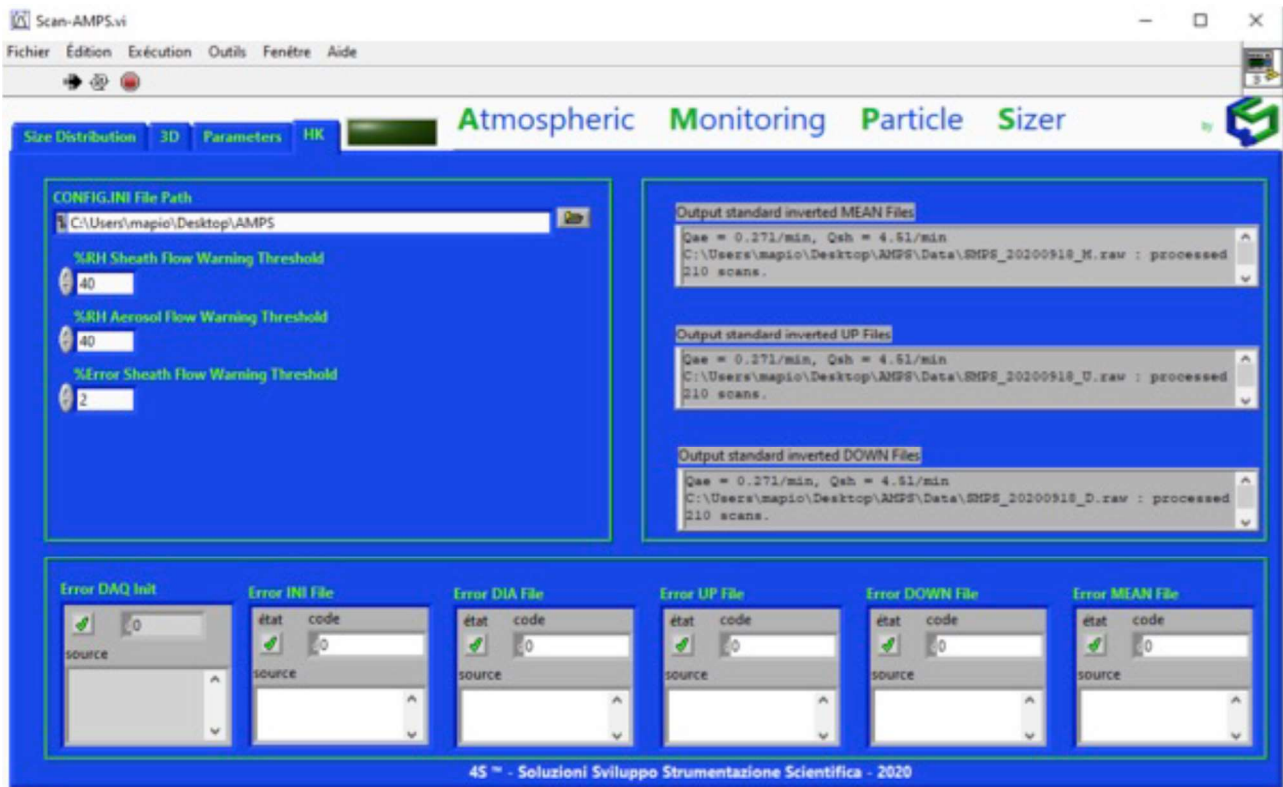 Scan-AMPS.vi
Fichier Édition Exécution Outils Fenêtre Aide
Atmospheric Monitoring Particle Sizer
by
Size Distribution 3D Parameters HK
CONFIG.INI File Path
C:\Users\mapio\Desktop\AMPS
%RH Sheath Flow Warning Threshold
40
%RH Aerosol Flow Warning Threshold
40
%Error Sheath Flow Warning Threshold
2
Output standard inverted MEAN Files
Qae = 0.271/min, Qsh = 4.51/min
C:\Users\mapio\Desktop\AMPS\Data\SMPS_20200918_M.raw : processed
210 scans.
Output standard inverted UP Files
Qae = 0.271/min, Qsh = 4.51/min
C:\Users\mapio\Desktop\AMPS\Data\SMPS_20200918_U.raw : processed
210 scans.
Output standard inverted DOWN Files
Qae = 0.271/min, Qsh = 4.51/min
C:\Users\mapio\Desktop\AMPS\Data\SMPS_20200918_D.raw : processed
210 scans.
Error DAQ Init
0
source
Error INI File
état code
0
source
Error DIA File
état code
0
source
Error UP File
état code
0
source
Error DOWN File
état code
0
source
Error MEAN File
état code
0
source
4S ™ - Soluzioni Sviluppo Strumentazione Scientifica - 2020